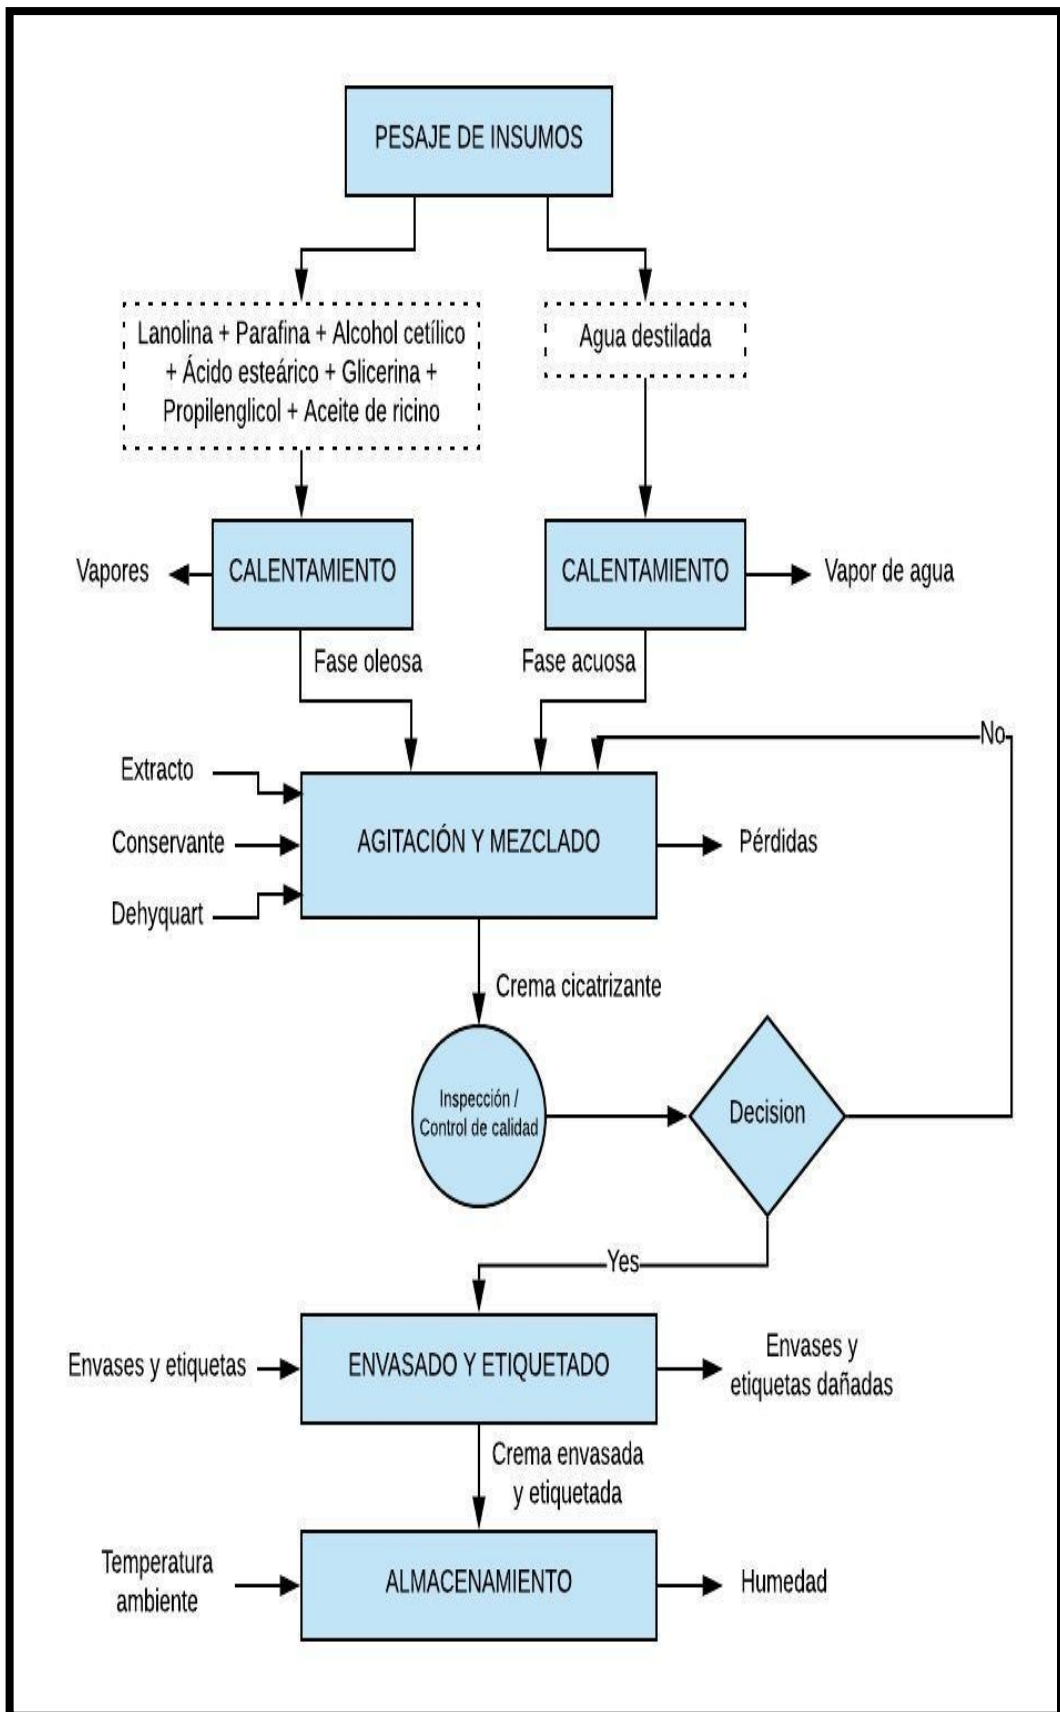 PESAJE DE INSUMOS
Lanolina + Parafina + Alcohol cetílico
+ Ácido esteárico + Glicerina +
Propilenglicol + Aceite de ricino
Agua destilada
Vapores
CALENTAMIENTO
CALENTAMIENTO
Vapor de agua
Fase oleosa
Fase acuosa
No
Extracto
Conservante
Dehyquart
AGITACIÓN Y MEZCLADO
Pérdidas
Crema cicatrizante
Inspección /
Control de calidad
Decision
Yes
Envases y etiquetas
ENVASADO Y ETIQUETADO
Envases y
etiquetas dañadas
Crema envasada
y etiquetada
Temperatura
ambiente
ALMACENAMIENTO
Humedad